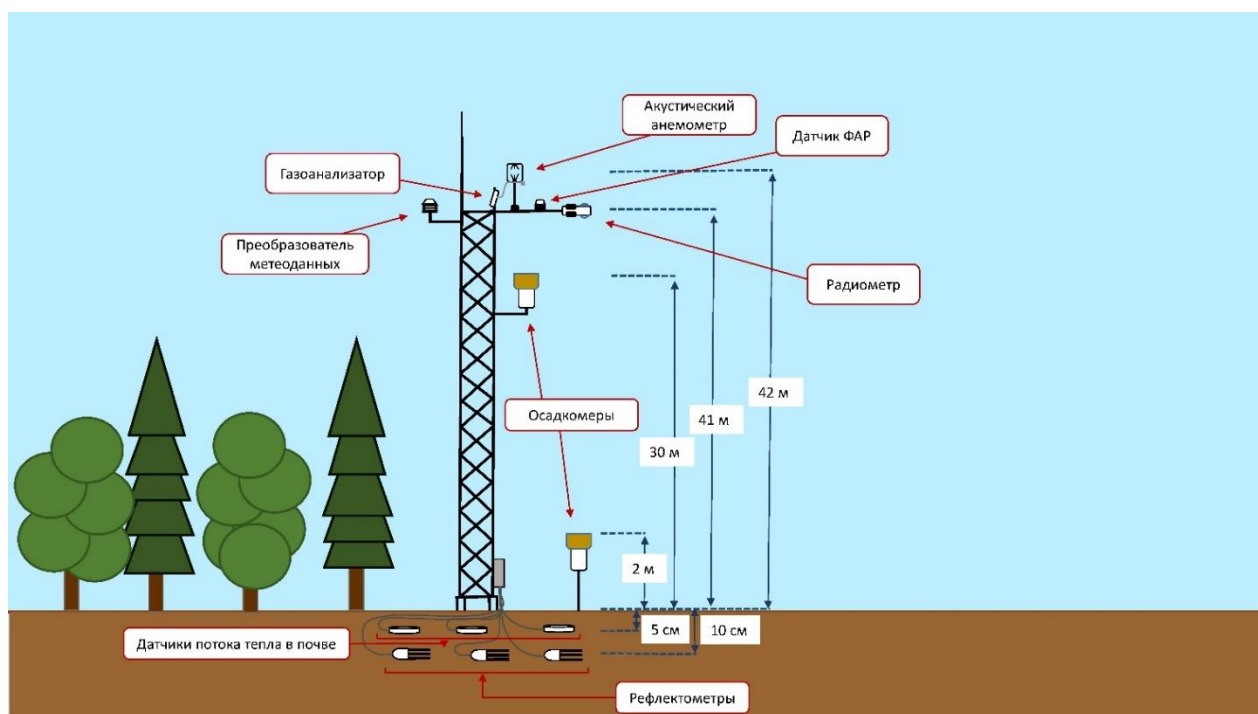 Акустический
анемометр
Датчик ФАР
Газоанализатор
Преобразователь
метеоданных
Радиометр
42 м
41 м
Осадкомеры
30 м
2 м
5 см
10 см
Датчики потока тепла в почве
Рефлектометры